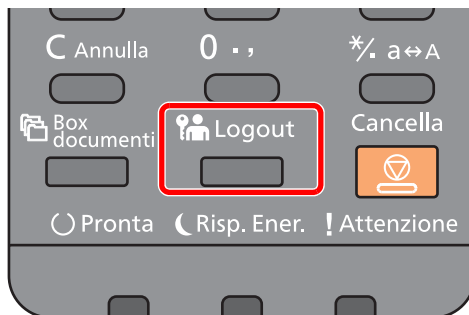 C Annulla 0 . , */. a⇔A
Box documenti Logout Cancella
Pronta Risp. Ener. ! Attenzione